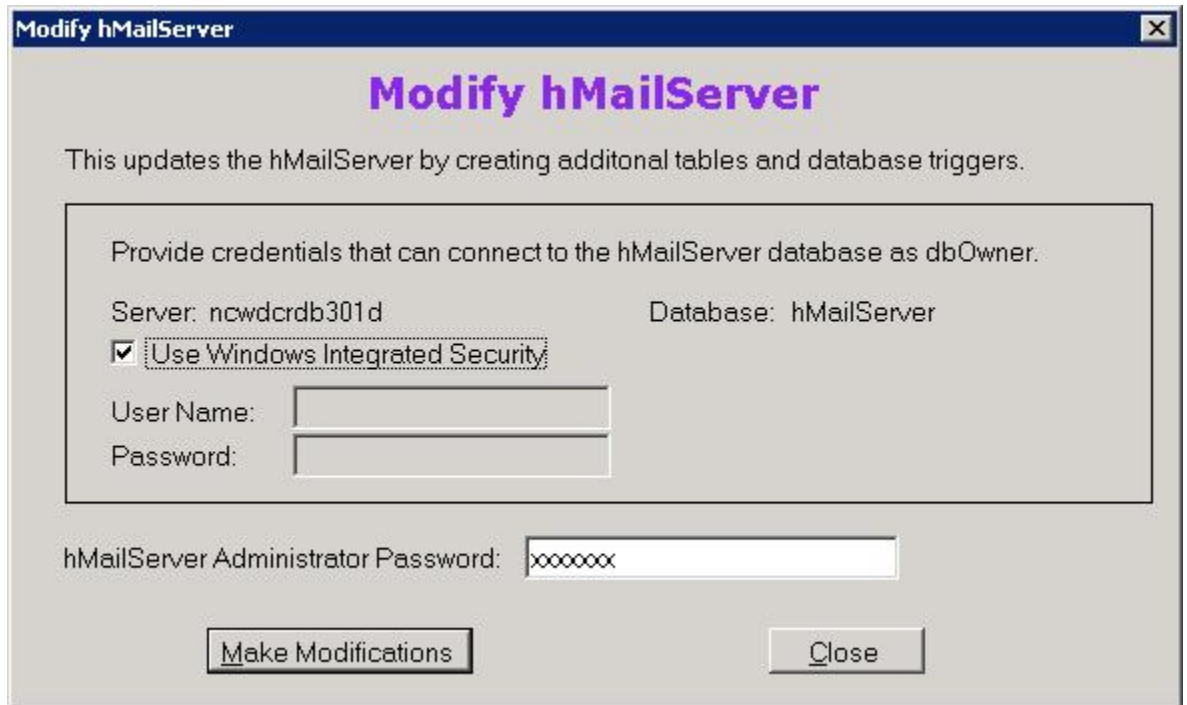 Modify hMailServer
Modify hMailServer
This updates the hMailServer by creating additonal tables and database triggers.
Provide credentials that can connect to the hMailServer database as dbOwner.
Server: ncwdcrdb301d Database: hMailServer
Use Windows Integrated Security
User Name:
Password:
hMailServer Administrator Password: xxxxxxx
Make Modifications Close